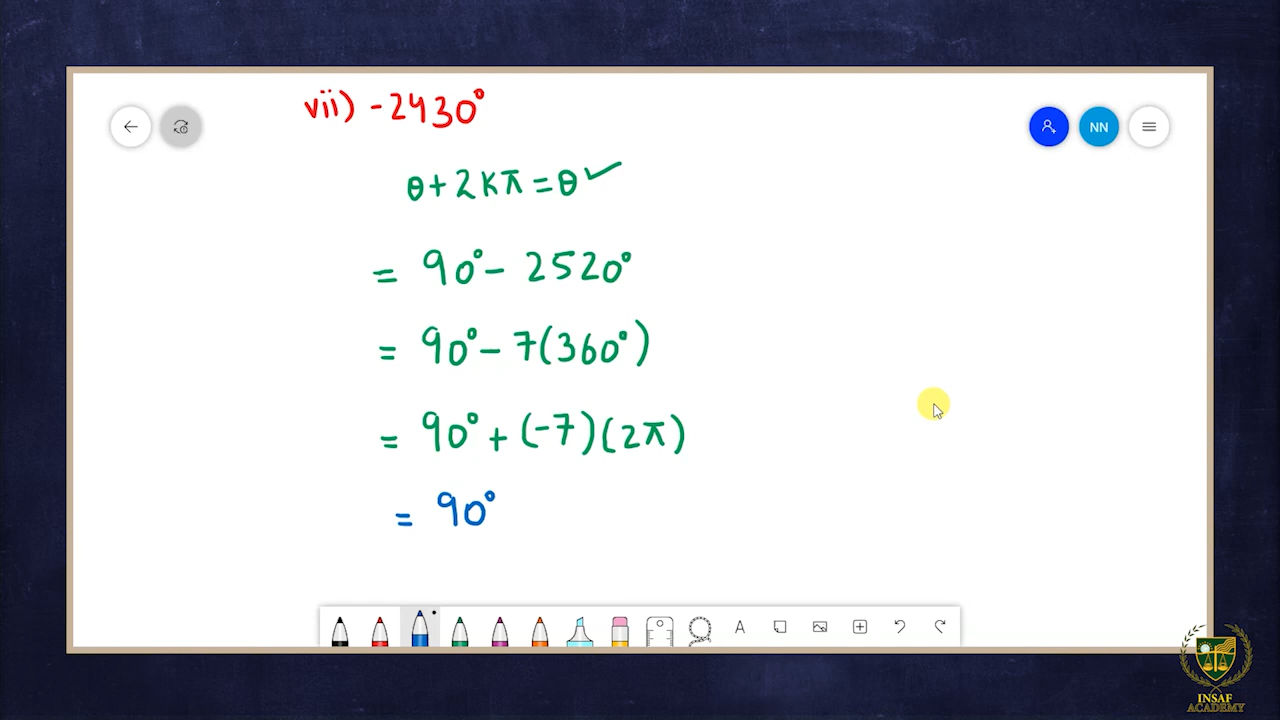 vii) -2430°
θ+2kπ=θ✓
= 90°- 2520°
= 90°- 7(360°)
= 90°+(-7)(2π)
= 90°
NN
A
INSAF
ACADEMY